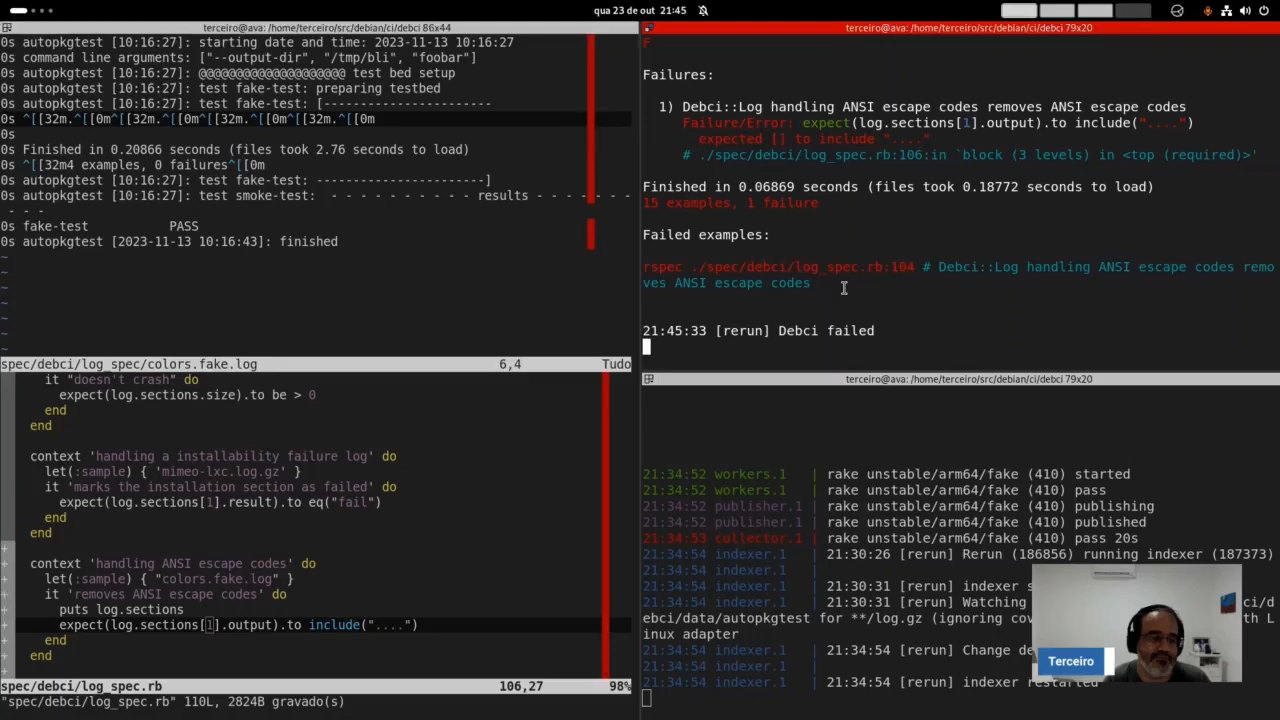 qua 23 de out 21:45
terceiro@ava: /home/terceiro/src/debian/ci/debci 86x44
0s autopkgtest [10:16:27]: starting date and time: 2023-11-13 10:16:27
0s command line arguments: ["--output-dir", "/tmp/bli", "foobar"]
0s autopkgtest [10:16:27]: @@@@@@@@@@@@@@@@@@@@ test bed setup
0s autopkgtest [10:16:27]: test fake-test: preparing testbed
0s autopkgtest [10:16:27]: test fake-test: [-----------------------
0s ^[[32m.^[[0m^[[32m.^[[0m^[[32m.^[[0m^[[32m.^[[0m
0s
0s Finished in 0.20866 seconds (files took 2.76 seconds to load)
0s ^[[32m4 examples, 0 failures^[[0m
0s autopkgtest [10:16:27]: test fake-test: -----------------------]
0s autopkgtest [10:16:27]: test smoke-test:  - - - - - - - - - - results - - - - - - -
- - -
0s fake-test           PASS
0s autopkgtest [2023-11-13 10:16:43]: finished
~
~
~
~
~
~
~
spec/debci/log_spec/colors.fake.log 6,4 Tudo
it "doesn't crash" do
expect(log.sections.size).to be > 0
end
end
context 'handling a installability failure log' do
let(:sample) { 'mimeo-lxc.log.gz' }
it 'marks the installation section as failed' do
expect(log.sections[1].result).to eq("fail")
end
end
+ context 'handling ANSI escape codes' do
+ let(:sample) { "colors.fake.log" }
+ it 'removes ANSI escape codes' do
+ puts log.sections
+ expect(log.sections[1].output).to include("....")
+ end
+ end
spec/debci/log_spec.rb 106,27 98%
"spec/debci/log_spec.rb" 110L, 2824B gravado(s)
terceiro@ava: /home/terceiro/src/debian/ci/debci 79x20
F
Failures:
1) Debci::Log handling ANSI escape codes removes ANSI escape codes
Failure/Error: expect(log.sections[1].output).to include("....")
expected [] to include "...."
# ./spec/debci/log_spec.rb:106:in `block (3 levels) in <top (required)>'
Finished in 0.06869 seconds (files took 0.18772 seconds to load)
15 examples, 1 failure
Failed examples:
rspec ./spec/debci/log_spec.rb:104 # Debci::Log handling ANSI escape codes remo
ves ANSI escape codes
21:45:33 [rerun] Debci failed
terceiro@ava: /home/terceiro/src/debian/ci/debci 79x20
21:34:52 workers.1   | rake unstable/arm64/fake (410) started
21:34:52 workers.1   | rake unstable/arm64/fake (410) pass
21:34:52 publisher.1 | rake unstable/arm64/fake (410) publishing
21:34:52 publisher.1 | rake unstable/arm64/fake (410) published
21:34:53 collector.1 | rake unstable/arm64/fake (410) pass 20s
21:34:54 indexer.1   | 21:30:26 [rerun] Rerun (186856) running indexer (187373)
21:34:54 indexer.1   |
21:34:54 indexer.1   | 21:30:31 [rerun] indexer s
21:34:54 indexer.1   | 21:30:31 [rerun] Watching ci/d
ebci/data/autopkgtest for **/log.gz (ignoring cov h L
inux adapter
21:34:54 indexer.1   | 21:34:54 [rerun] Change de
21:34:54 indexer.1   |
21:34:54 indexer.1   | 21:34:54 [rerun] indexer restarted
Terceiro